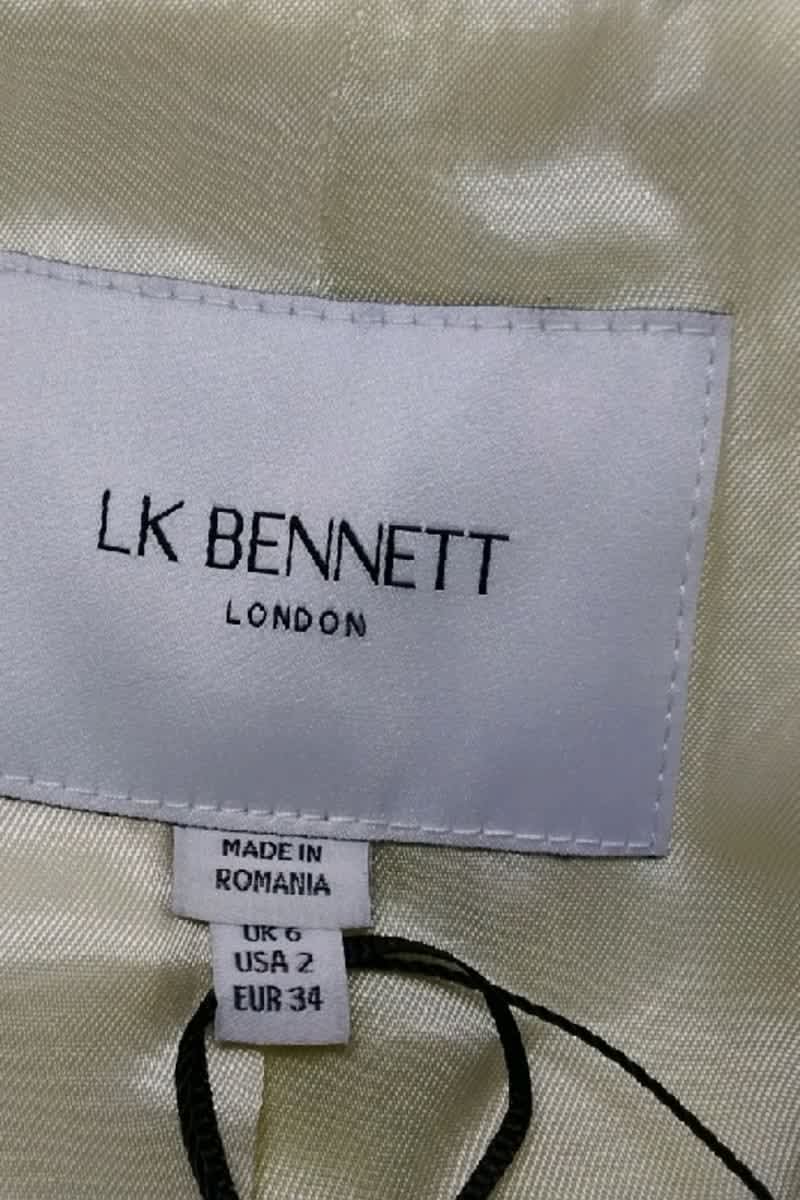 LK BENNETT
LONDON
MADE IN
ROMANIA
UK 6
USA 2
EUR 34